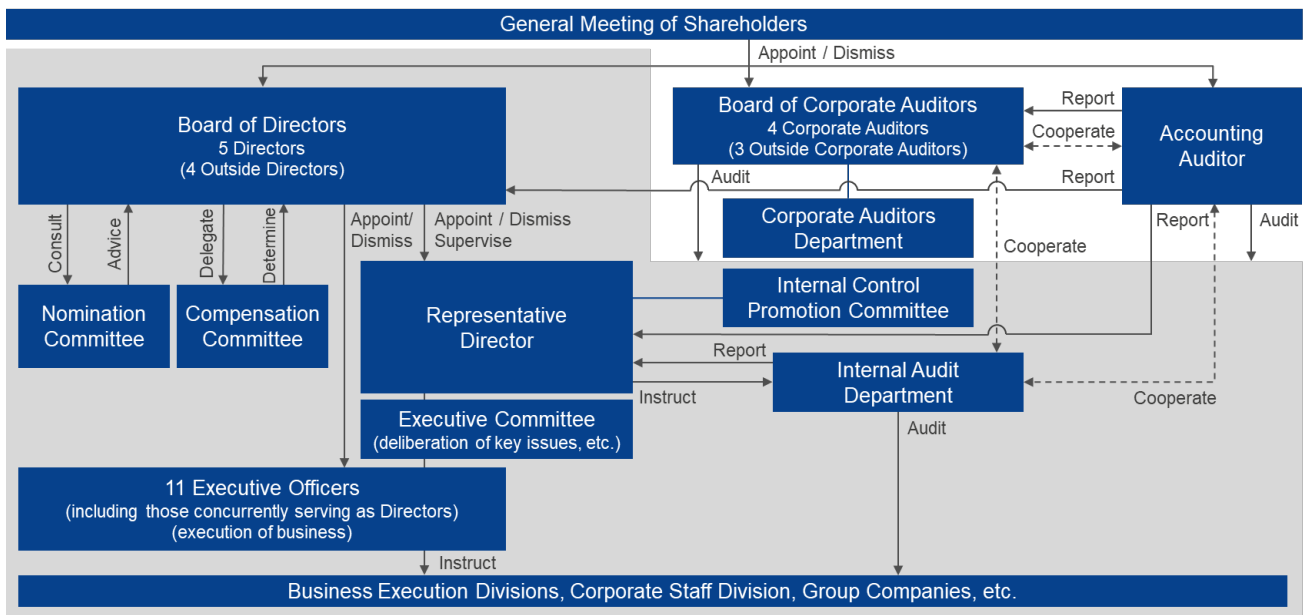 General Meeting of Shareholders
Appoint / Dismiss
Board of Directors
5 Directors
(4 Outside Directors)
Board of Corporate Auditors
4 Corporate Auditors
(3 Outside Corporate Auditors)
Report
Cooperate
Accounting
Auditor
Audit
Report
Consult
Advice
Delegate
Determine
Appoint/
Dismiss
Appoint / Dismiss
Supervise
Corporate Auditors
Department
Cooperate
Report
Audit
Nomination
Committee
Compensation
Committee
Representative
Director
Internal Control
Promotion Committee
Report
Instruct
Internal Audit
Department
Cooperate
Executive Committee
(deliberation of key issues, etc.)
Audit
11 Executive Officers
(including those concurrently serving as Directors)
(execution of business)
Instruct
Business Execution Divisions, Corporate Staff Division, Group Companies, etc.